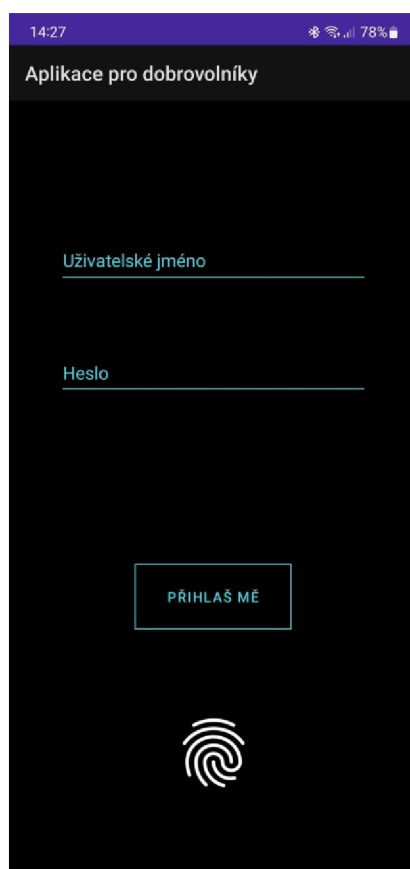 14:27 78%
Aplikace pro dobrovolníky
Uživatelské jméno
Heslo
PŘIHLAŠ MĚ